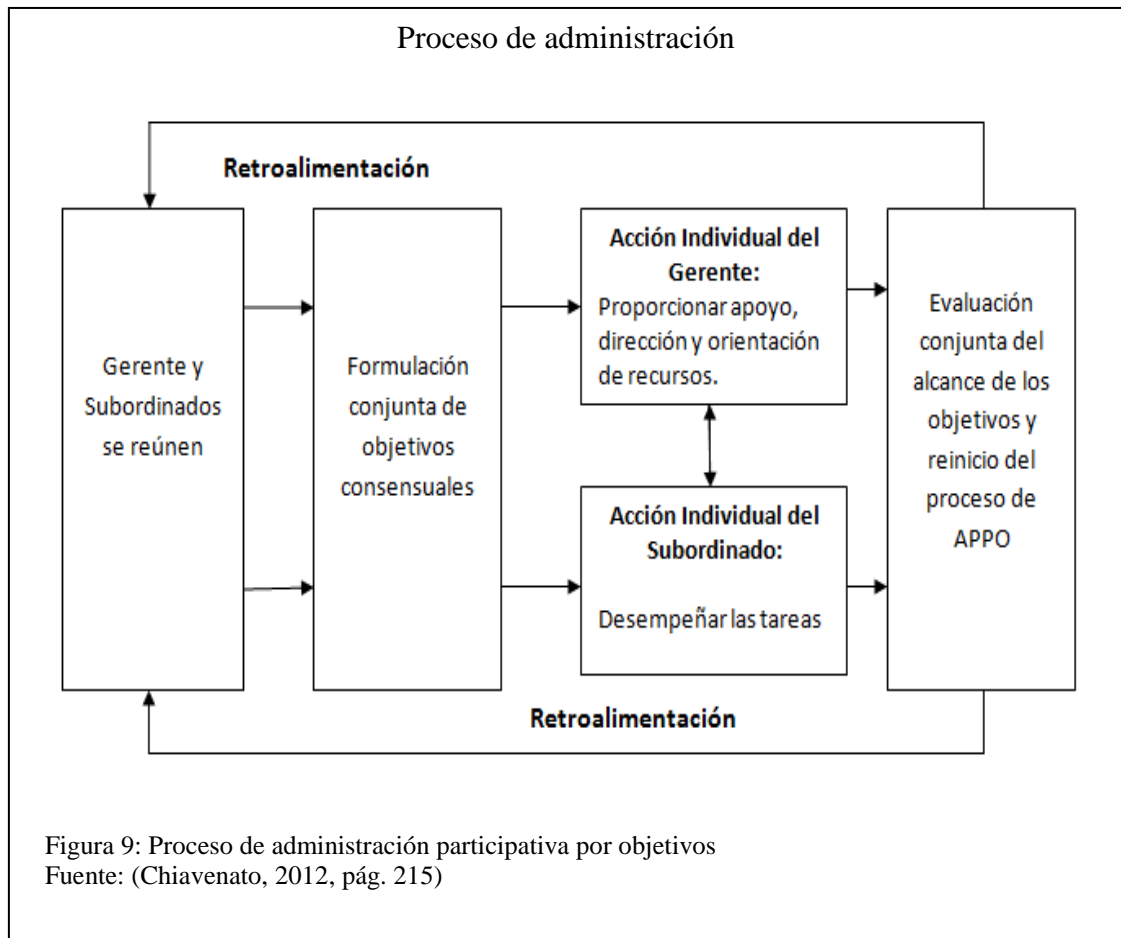 Proceso de administración
Retroalimentación
Gerente y
Subordinados
se reúnen
Formulación
conjunta de
objetivos
consensuales
Acción Individual del
Gerente:
Proporcionar apoyo,
dirección y orientación
de recursos.
Acción Individual del
Subordinado:
Desempeñar las tareas
Evaluación
conjunta del
alcance de los
objetivos y
reinicio del
proceso de
APPO
Retroalimentación
Figura 9: Proceso de administración participativa por objetivos
Fuente: (Chiavenato, 2012, pág. 215)